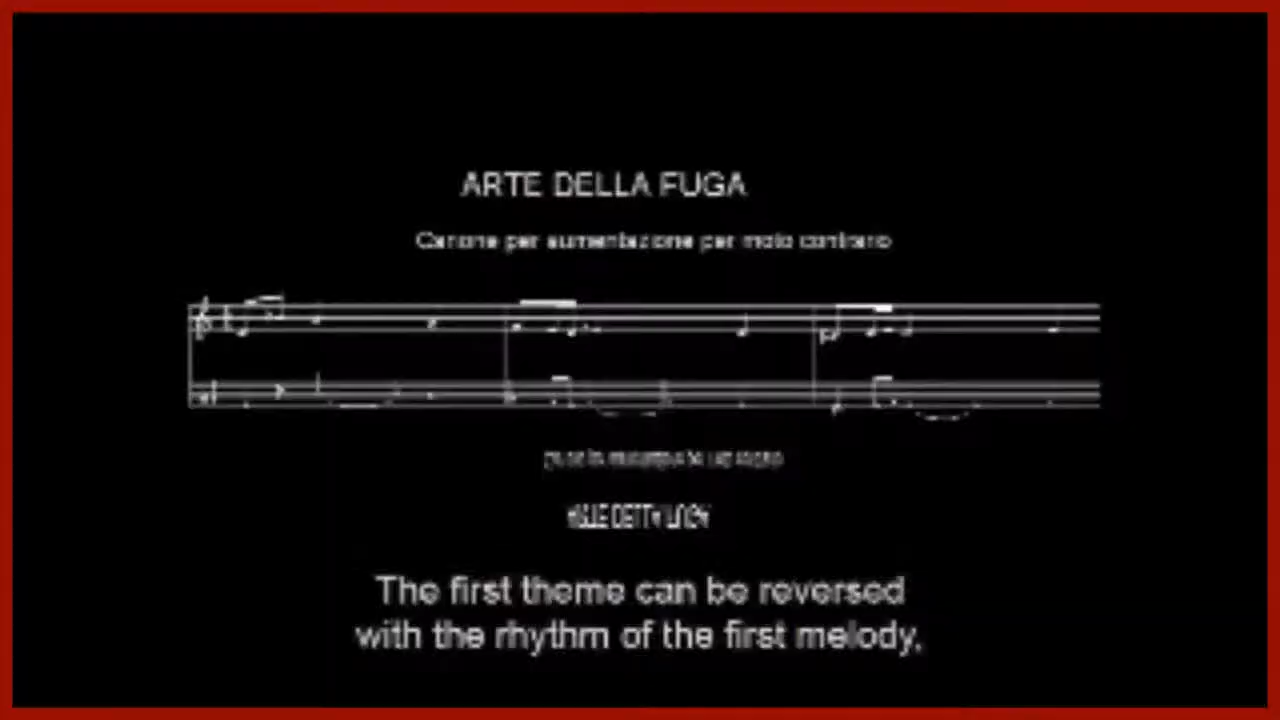 ARTE DELLA FUGA
Canone per aumentazione per moto contrario
The first theme can be reversed
with the rhythm of the first melody,